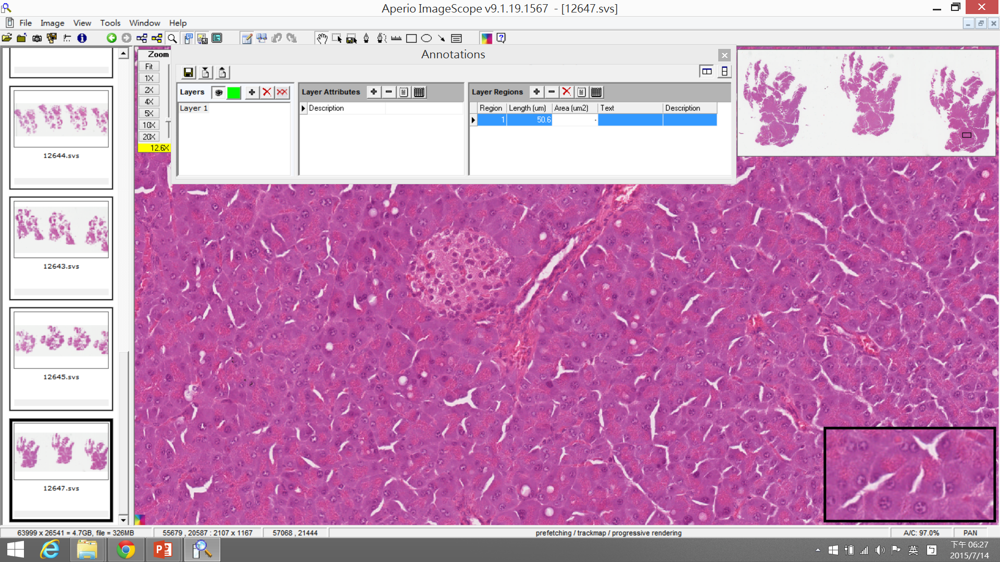 Aperio ImageScope v9.1.19.1567 - [12647.svs]
File Image View Tools Window Help
Zoom
Fit
1X
2X
4X
5X
10X
20X
12.6X
Annotations
Layers
Layer 1
Layer Attributes
Description
Layer Regions
Region Length (um) Area (um2) Text Description
1 50.6 -
12644.svs
12643.svs
12645.svs
12647.svs
63999 x 26541 = 4.7GB, file = 326MB 55679 , 20587 : 2107 x 1167 57068 , 21444 prefetching / trackmap / progressive rendering A/C: 97.0% PAN
英 ㄅ
下午 06:27
2015/7/14